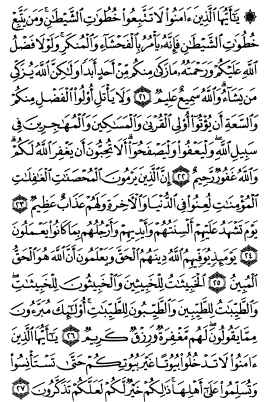 ۞ يَٰٓأَيُّهَا ٱلَّذِينَ ءَامَنُوا۟ لَا تَتَّبِعُوا۟ خُطُوَٰتِ ٱلشَّيْطَٰنِ ۚ وَمَن يَتَّبِعْ
خُطُوَٰتِ ٱلشَّيْطَٰنِ فَإِنَّهُۥ يَأْمُرُ بِٱلْفَحْشَآءِ وَٱلْمُنكَرِ ۚ وَلَوْلَا فَضْلُ
ٱللَّهِ عَلَيْكُمْ وَرَحْمَتُهُۥ مَا زَكَىٰ مِنكُم مِّنْ أَحَدٍ أَبَدًا وَلَٰكِنَّ ٱللَّهَ يُزَكِّى
مَن يَشَآءُ ۗ وَٱللَّهُ سَمِيعٌ عَلِيمٌ ٢١ وَلَا يَأْتَلِ أُو۟لُوا۟ ٱلْفَضْلِ مِنكُمْ
وَٱلسَّعَةِ أَن يُؤْتُوٓا۟ أُو۟لِى ٱلْقُرْبَىٰ وَٱلْمَسَٰكِينَ وَٱلْمُهَٰجِرِينَ فِى
سَبِيلِ ٱللَّهِ ۖ وَلْيَعْفُوا۟ وَلْيَصْفَحُوٓا۟ ۗ أَلَا تُحِبُّونَ أَن يَغْفِرَ ٱللَّهُ لَكُمْ ۗ
وَٱللَّهُ غَفُورٌ رَّحِيمٌ ٢٢ إِنَّ ٱلَّذِينَ يَرْمُونَ ٱلْمُحْصَنَٰتِ ٱلْغَٰفِلَٰتِ
ٱلْمُؤْمِنَٰتِ لُعِنُوا۟ فِى ٱلدُّنْيَا وَٱلْءَاخِرَةِ وَلَهُمْ عَذَابٌ عَظِيمٌ ٢٣
يَوْمَ تَشْهَدُ عَلَيْهِمْ أَلْسِنَتُهُمْ وَأَيْدِيهِمْ وَأَرْجُلُهُم بِمَا كَانُوا۟ يَعْمَلُونَ
٢٤ يَوْمَئِذٍ يُوَفِّيهِمُ ٱللَّهُ دِينَهُمُ ٱلْحَقَّ وَيَعْلَمُونَ أَنَّ ٱللَّهَ هُوَ ٱلْحَقُّ
ٱلْمُبِينُ ٢٥ ٱلْخَبِيثَٰتُ لِلْخَبِيثِينَ وَٱلْخَبِيثُونَ لِلْخَبِيثَٰتِ ۖ
وَٱلطَّيِّبَٰتُ لِلطَّيِّبِينَ وَٱلطَّيِّبُونَ لِلطَّيِّبَٰتِ ۚ أُو۟لَٰٓئِكَ مُبَرَّءُونَ
مِمَّا يَقُولُونَ ۖ لَهُم مَّغْفِرَةٌ وَرِزْقٌ كَرِيمٌ ٢٦ يَٰٓأَيُّهَا ٱلَّذِينَ
ءَامَنُوا۟ لَا تَدْخُلُوا۟ بُيُوتًا غَيْرَ بُيُوتِكُمْ حَتَّىٰ تَسْتَأْنِسُوا۟
وَتُسَلِّمُوا۟ عَلَىٰٓ أَهْلِهَا ۚ ذَٰلِكُمْ خَيْرٌ لَّكُمْ لَعَلَّكُمْ تَذَكَّرُونَ ٢٧